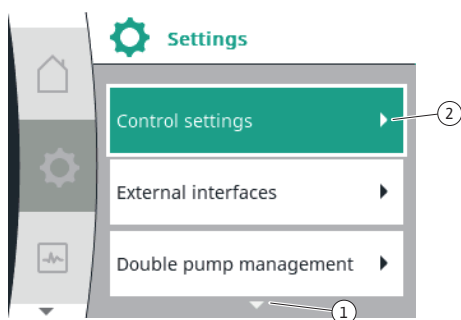 Settings
Control settings
2
External interfaces
Double pump management
1